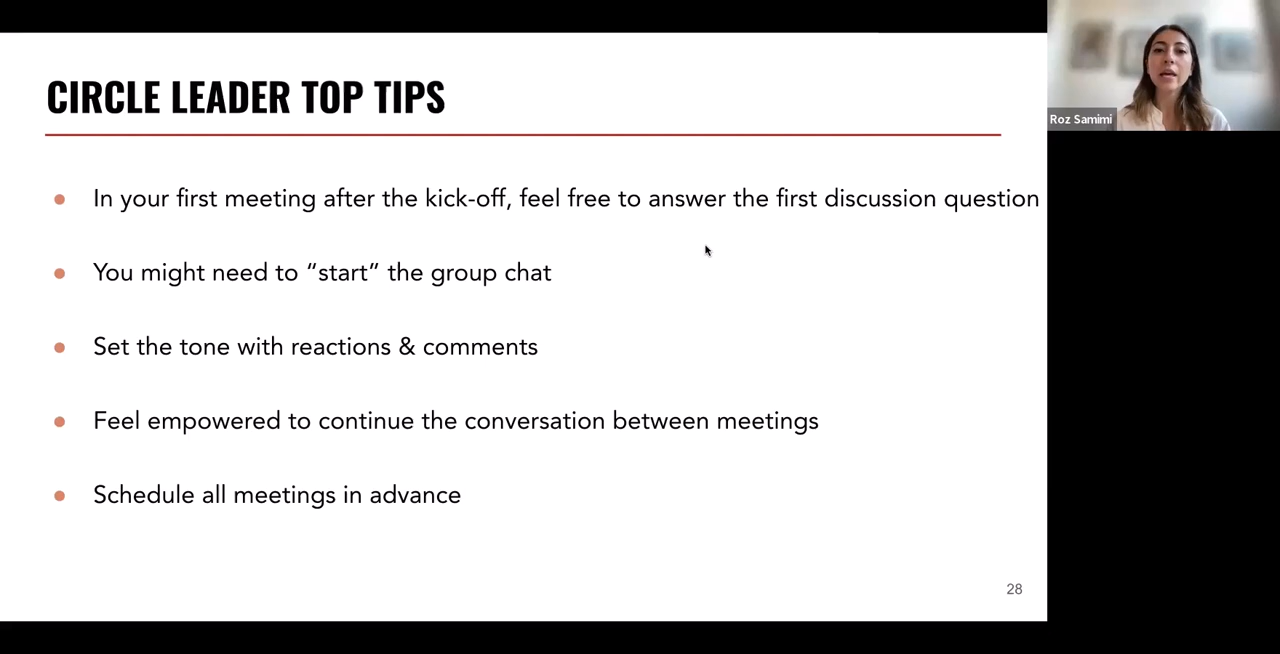 CIRCLE LEADER TOP TIPS
Roz Samimi
In your first meeting after the kick-off, feel free to answer the first discussion question
You might need to “start” the group chat
Set the tone with reactions & comments
Feel empowered to continue the conversation between meetings
Schedule all meetings in advance
28